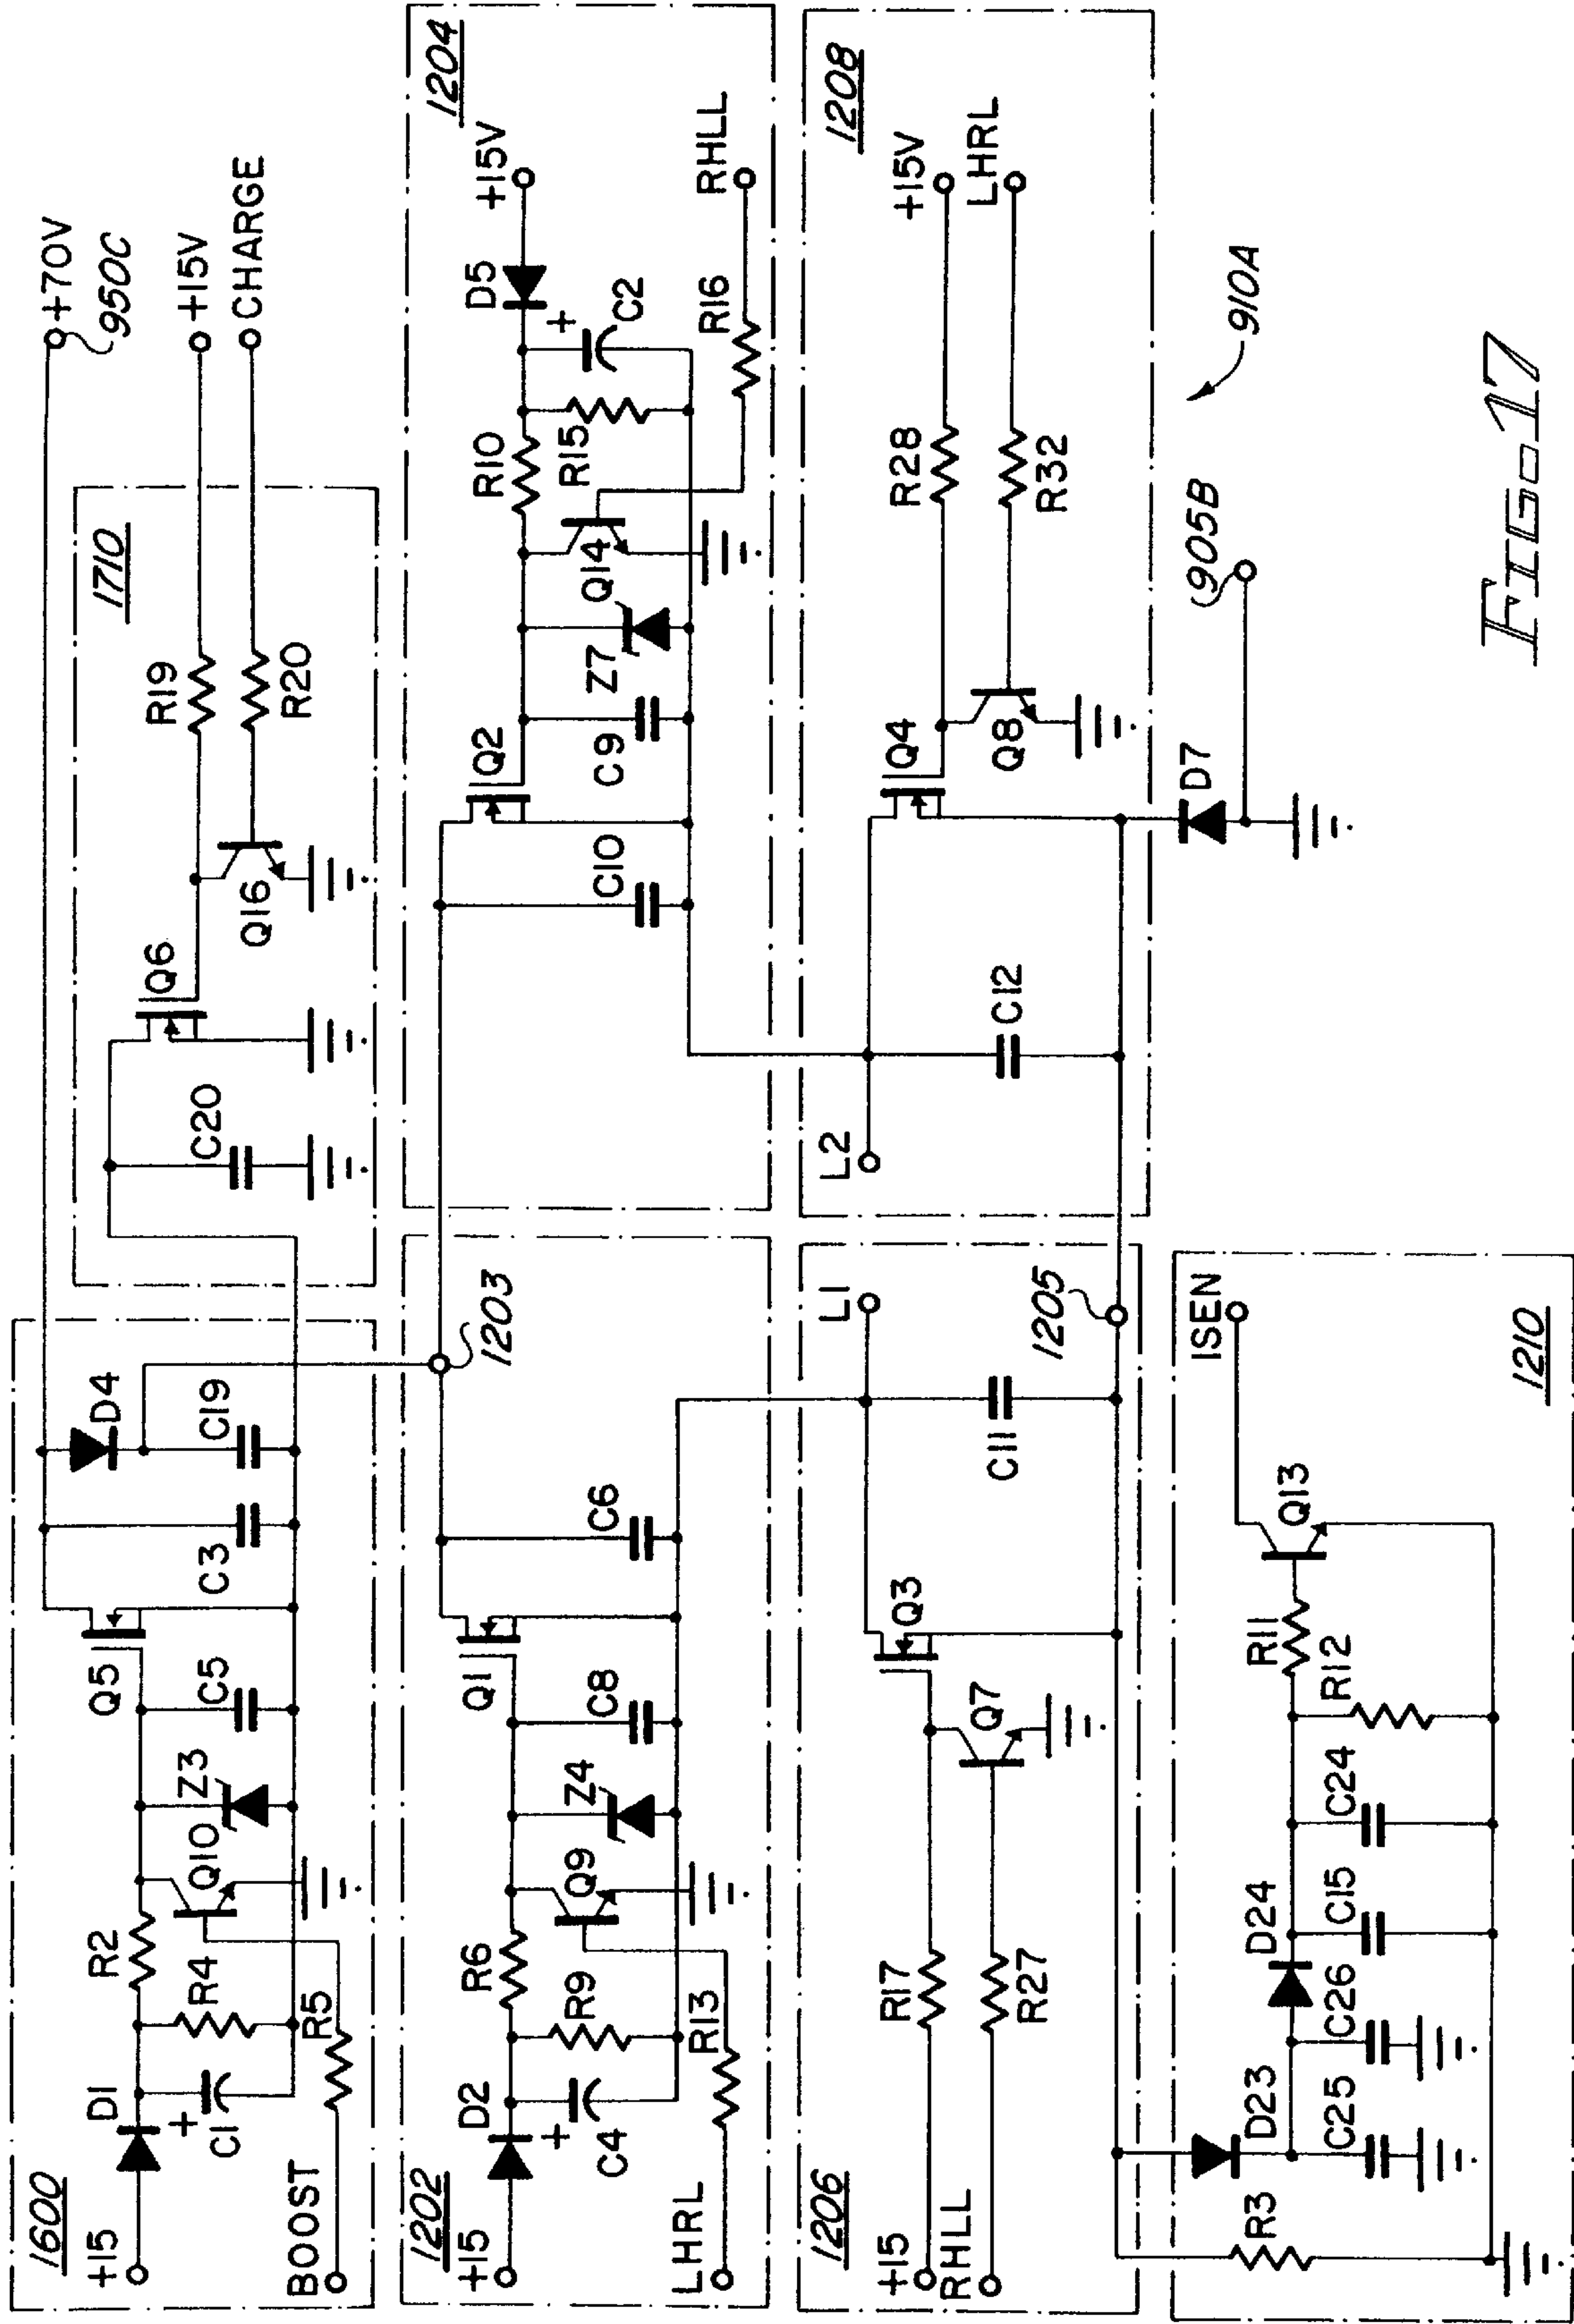 1600
+15
D1
+
C1
R4
R2
Q10
Z3
C5
Q5
C3
C19
D4
R5
BOOST
1710
C20
Q6
Q16
R19
R20
+70V
950C
+15V
CHARGE
1202
+15
D2
+
C4
R9
R6
Q9
Z4
C8
Q1
C6
R13
LHRL
1203
1204
C10
Q2
C9
Z7
Q14
R10
R15
D5
+
C2
+15V
RHLL
R16
1206
+15
RHLL
R17
R27
Q7
Q3
C11
L1
1205
1208
L2
C12
Q4
Q8
R28
R32
+15V
LHRL
D7
905B
910A
1210
R3
D23
C25
C26
D24
C15
C24
R12
R11
Q13
ISEN
FIG. 17